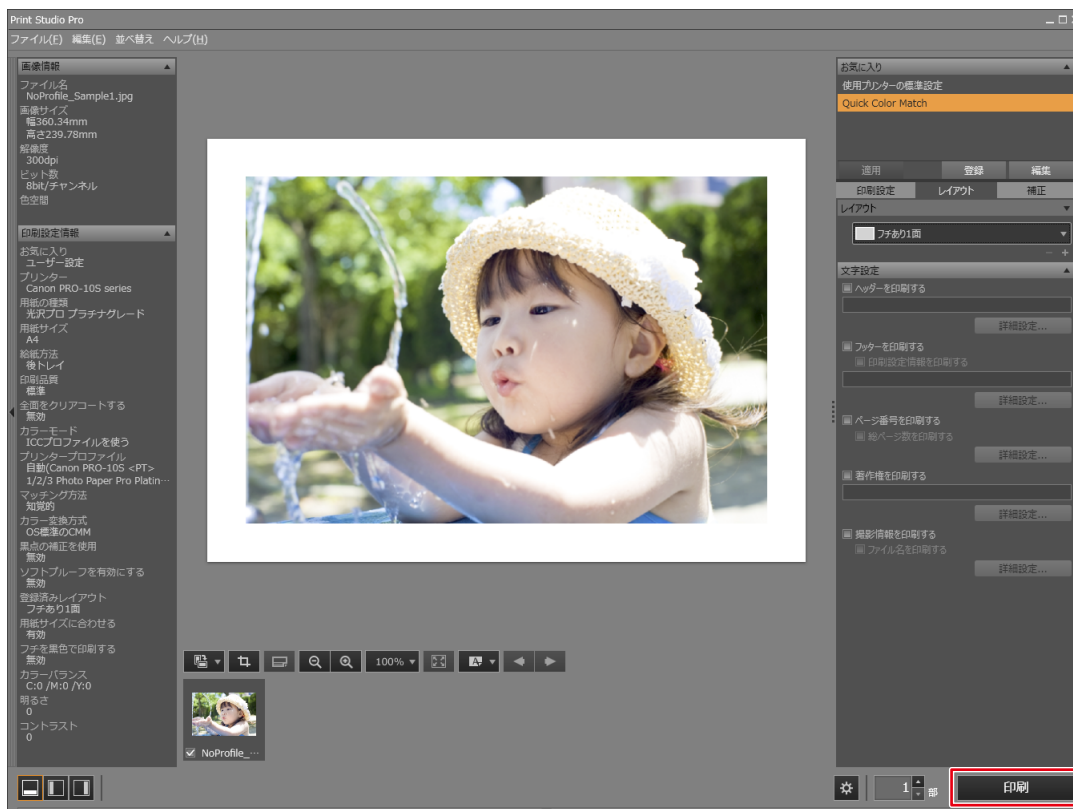 Print Studio Pro
ファイル(F) 編集(E) 並べ替え ヘルプ(H)
画像情報
ファイル名
NoProfile_Sample1.jpg
画像サイズ
幅360.34mm
高さ239.78mm
解像度
300dpi
ビット数
8bit/チャンネル
色空間
印刷設定情報
お気に入り
ユーザー設定
プリンター
Canon PRO-10S series
用紙の種類
光沢プロ プラチナグレード
用紙サイズ
A4
給紙方法
後トレイ
印刷品質
標準
全面をクリアコートする
無効
カラーモード
ICCプロファイルを使う
プリンタープロファイル
自動(Canon PRO-10S <PT>
1/2/3 Photo Paper Pro Platin…
マッチング方法
知覚的
カラー変換方式
OS標準のCMM
黒点の補正を使用
無効
ソフトプルーフを有効にする
無効
登録済みレイアウト
フチあり1面
用紙サイズに合わせる
有効
フチを黒色で印刷する
無効
カラーバランス
C:0 /M:0 /Y:0
明るさ
0
コントラスト
0
100%
NoProfile_…
お気に入り
使用プリンターの標準設定
Quick Color Match
適用 登録 編集
印刷設定 レイアウト 補正
レイアウト
フチあり1面
文字設定
ヘッダーを印刷する
詳細設定...
フッターを印刷する
印刷設定情報を印刷する
詳細設定...
ページ番号を印刷する
総ページ数を印刷する
詳細設定...
著作権を印刷する
詳細設定...
撮影情報を印刷する
ファイル名を印刷する
詳細設定...
1 部 印刷